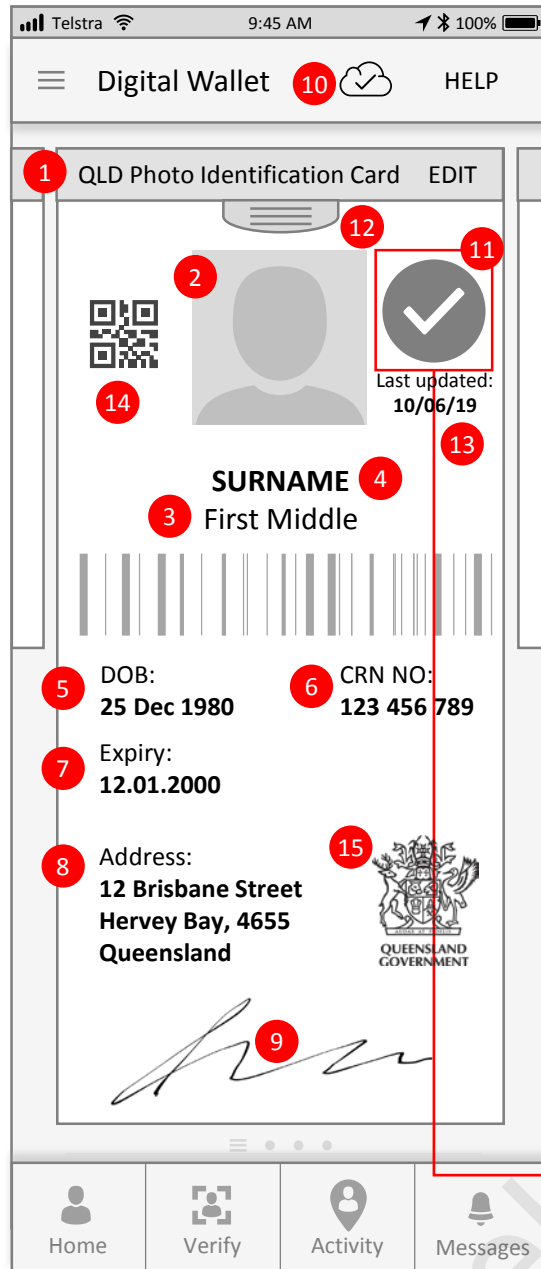 Telstra 9:45 AM 100%
Digital Wallet 10 HELP
1 QLD Photo Identification Card EDIT
12
2 11
14
Last updated:
10/06/19
13
SURNAME 4
3 First Middle
5 DOB:
25 Dec 1980
6 CRN NO:
123 456 789
7 Expiry:
12.01.2000
8 Address:
12 Brisbane Street
Hervey Bay, 4655
Queensland
15
QUEENSLAND
GOVERNMENT
9
Home Verify Activity Messages